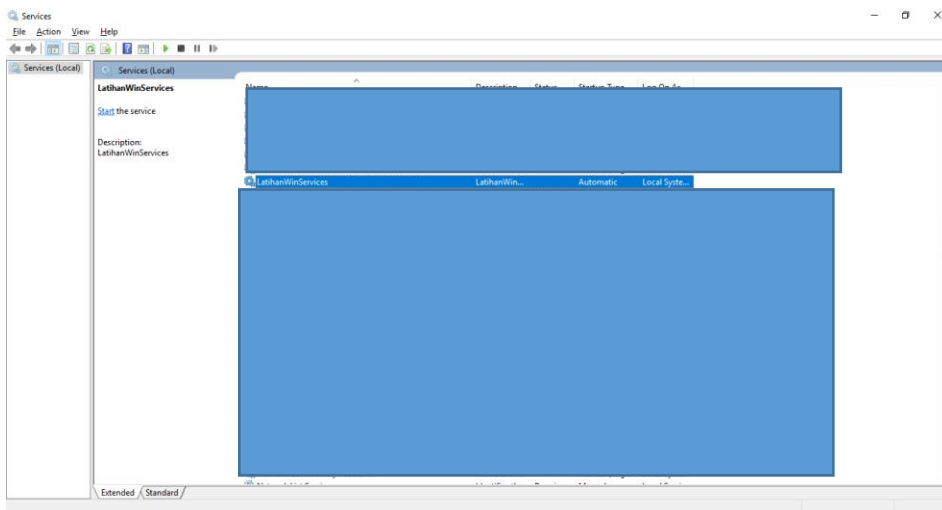 Services
File Action View Help
Services (Local)
Services (Local)
LatihanWinServices
Start the service
Description:
LatihanWinServices
Name Description Status Startup Type Log On As
LatihanWinServices LatihanWin... Automatic Local Syste...
Extended Standard